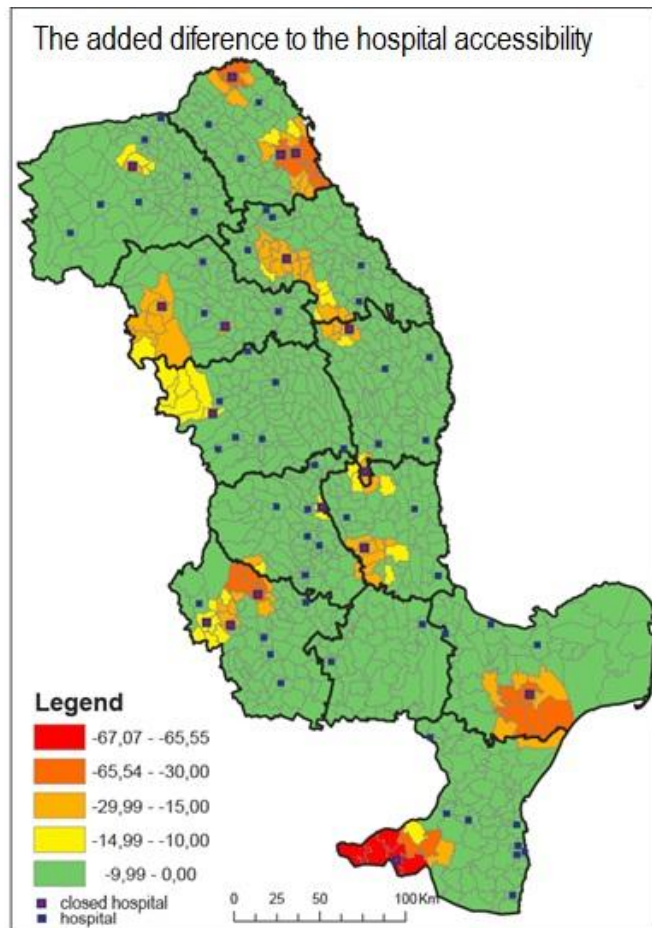 The added diference to the hospital accessibility
Legend
-67,07 - -65,55
-65,54 - -30,00
-29,99 - -15,00
-14,99 - -10,00
-9,99 - 0,00
closed hospital
hospital
0 25 50 100 Km